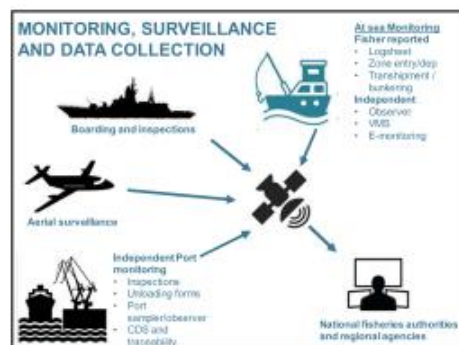 MONITORING, SURVEILLANCE
AND DATA COLLECTION
At sea Monitoring
Fisher reported
• Logsheet
• Zone entry/dep
• Transhipment /
bunkering
Independent
• Observer
• VMS
• E-monitoring
Boarding and inspections
Aerial surveillance
Independent Port
monitoring
• Inspections
• Unloading forms
• Port
sampler/observer
• CDS and
traceability
National fisheries authorities
and regional agencies